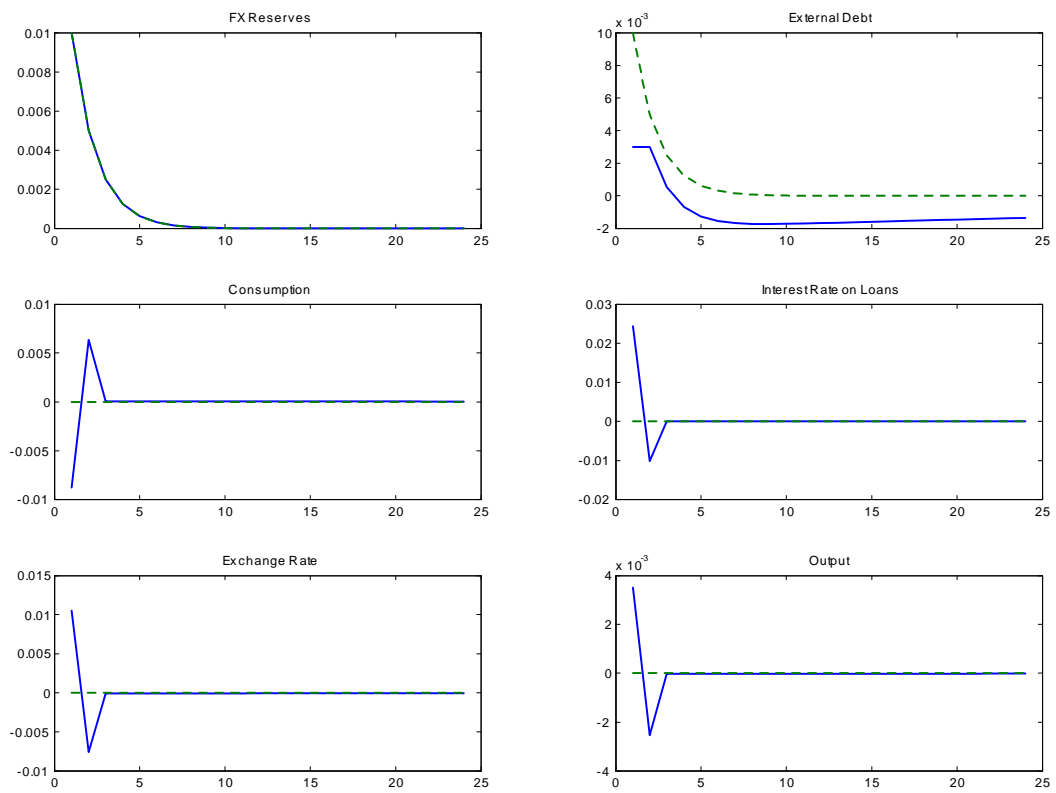 FX Reserves
0.01
0.008
0.006
0.004
0.002
0
0 5 10 15 20 25
External Debt
x 10-3
10
8
6
4
2
0
-2
0 5 10 15 20 25
Consumption
0.01
0.005
0
-0.005
-0.01
0 5 10 15 20 25
Interest Rate on Loans
0.03
0.02
0.01
0
-0.01
-0.02
0 5 10 15 20 25
Exchange Rate
0.015
0.01
0.005
0
-0.005
-0.01
0 5 10 15 20 25
Output
x 10-3
4
2
0
-2
-4
0 5 10 15 20 25